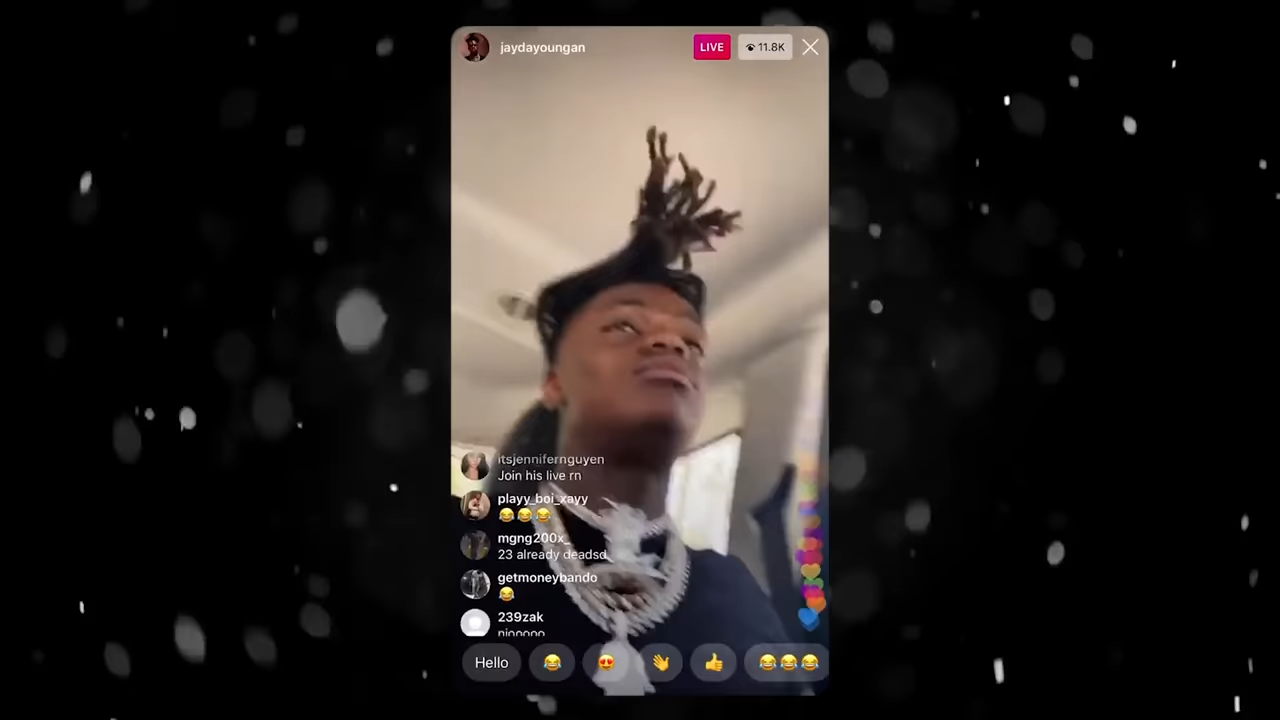 jaydayoungan
LIVE
11.8K
itsjennifernguyen
Join his live rn
playy_boi_xayy
😂😂😂
mgng200x_
23 already deadsd
getmoneybando
😂
239zak
Hello 😂 😍 👋 👍 😂😂😂